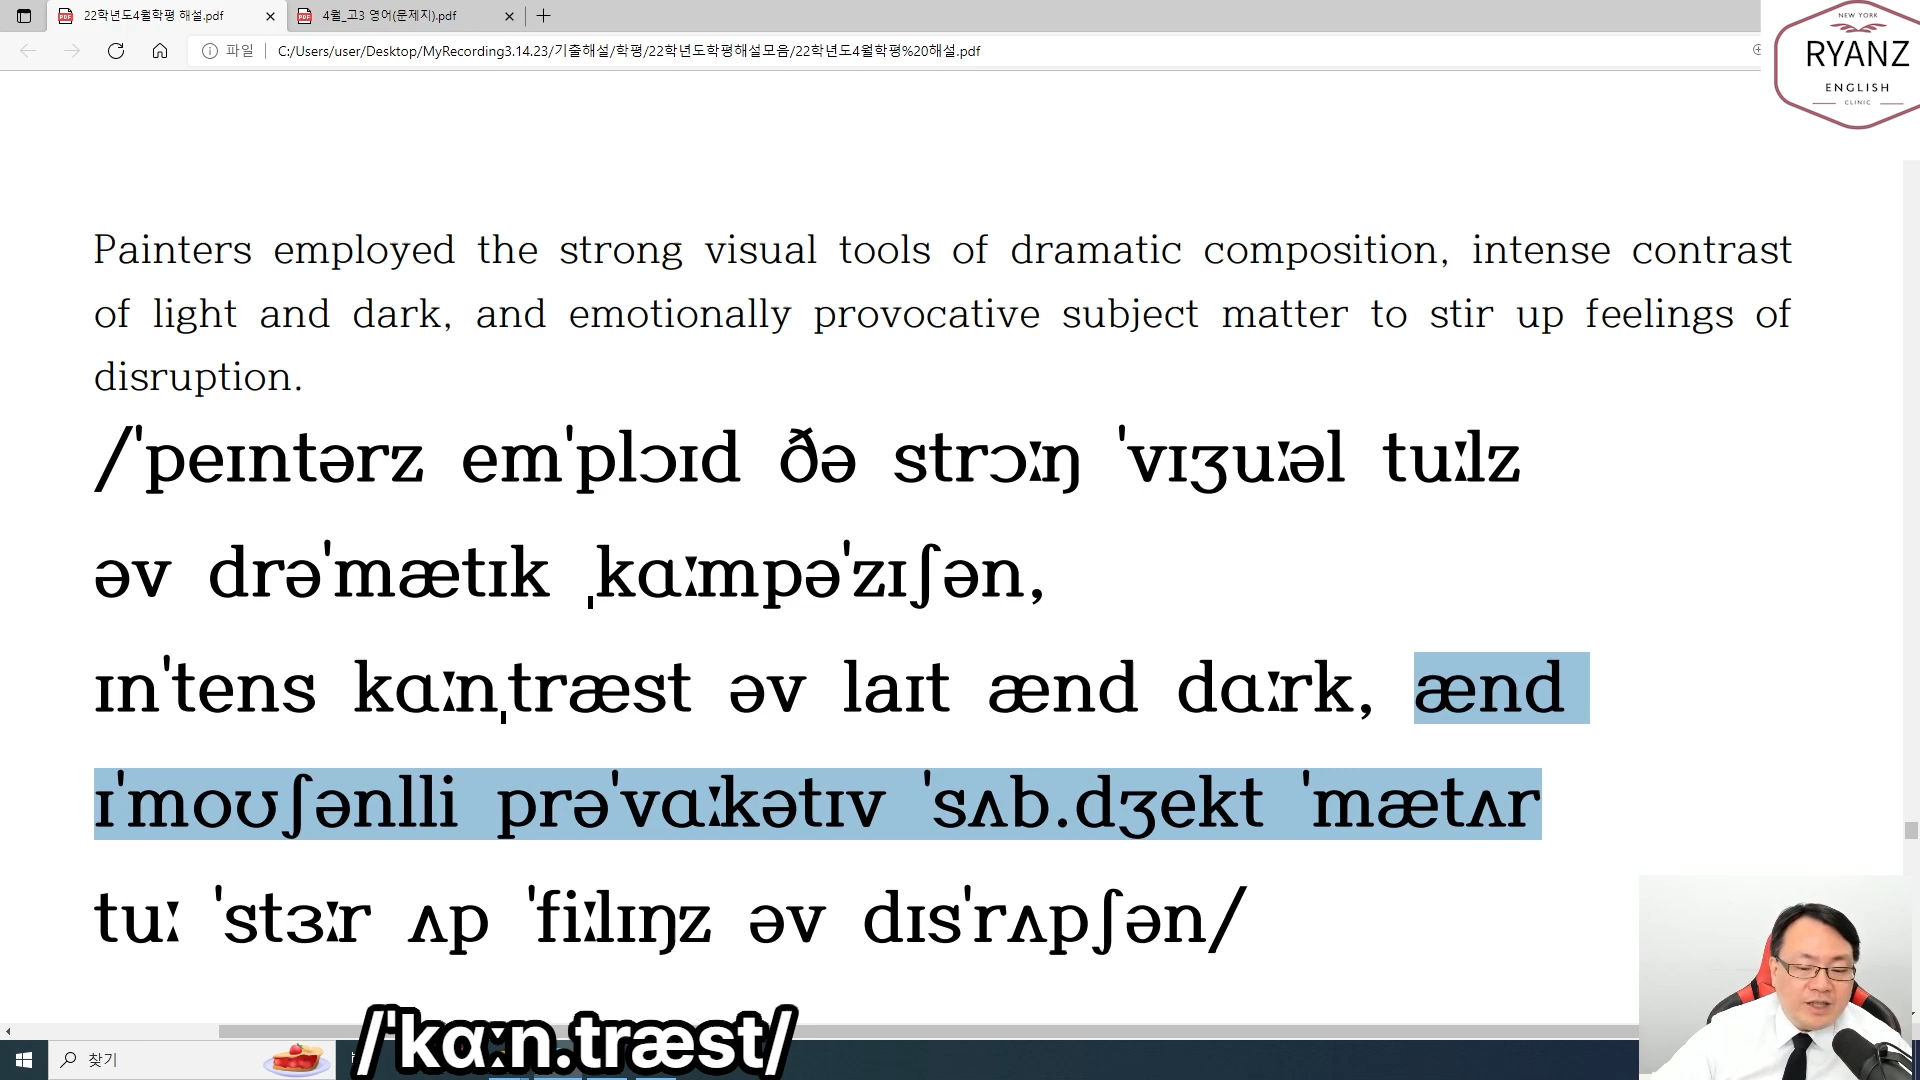 22학년도4월학평 해설.pdf
4월_고3 영어(문제지).pdf
파일
C:/Users/user/Desktop/MyRecording3.14.23/기출해설/학평/22학년도학평해설모음/22학년도4월학평%20해설.pdf
NEW YORK
RYANZ
ENGLISH
CLINIC
Painters employed the strong visual tools of dramatic composition, intense contrast
of light and dark, and emotionally provocative subject matter to stir up feelings of
disruption.
/ˈpeɪntərz emˈplɔɪd ðə strɔːŋ ˈvɪʒuːəl tuːlz
əv drəˈmætɪk ˌkɑːmpəˈzɪʃən,
ɪnˈtens kɑːnˌtræst əv laɪt ænd dɑːrk, ænd
ɪˈmoʊʃənlli prəˈvɑːkətɪv ˈsʌb.dʒekt ˈmætʌr
tuː ˈstɜːr ʌp ˈfiːlɪŋz əv dɪsˈrʌpʃən/
/ˈkɑːn.træst/
찾기